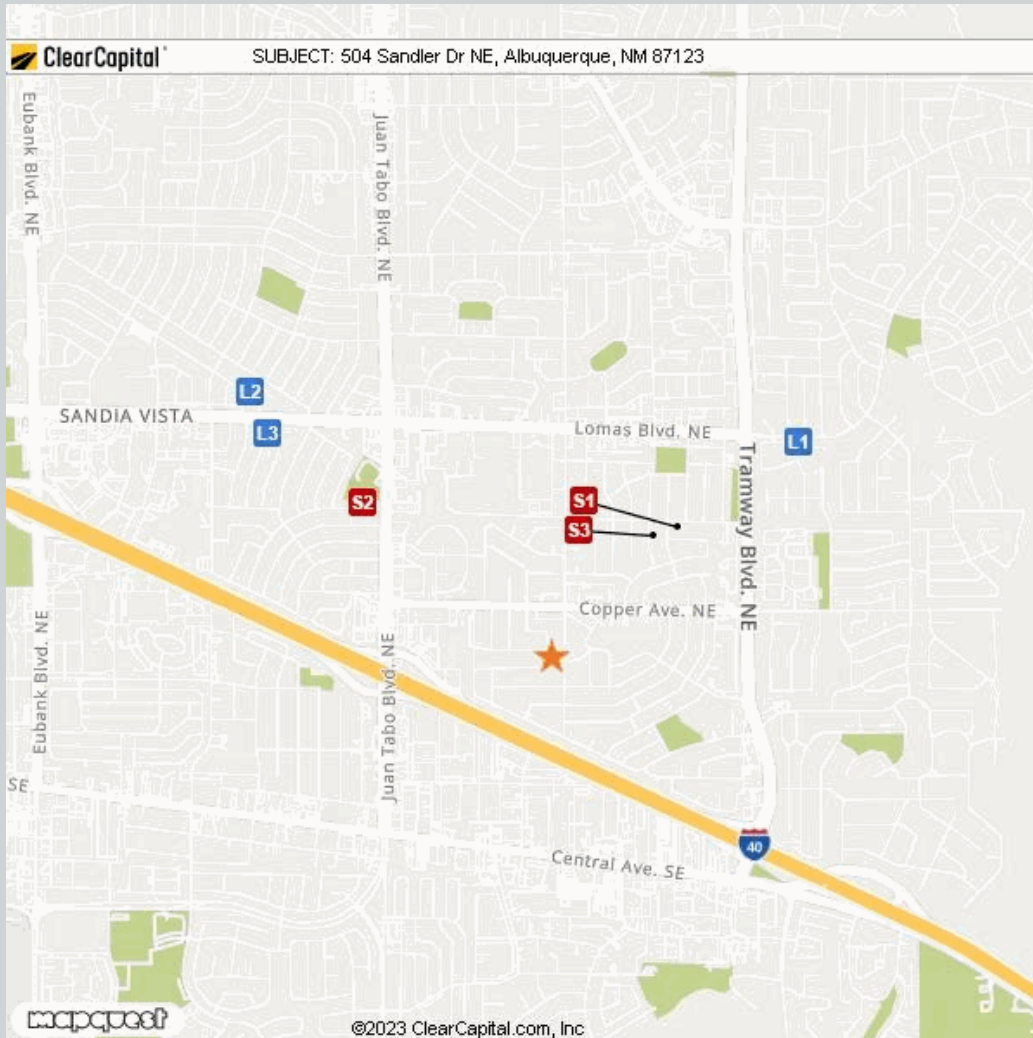 ClearCapital
SUBJECT: 504 Sandler Dr NE, Albuquerque, NM 87123
Eubank Blvd. NE
Juan Tabo Blvd. NE
L2
SANDIA VISTA
L3
Lomas Blvd. NE
L1
Tramway Blvd. NE
S2
S1
S3
Copper Ave. NE
Eubank Blvd. NE
Juan Tabo Blvd. NE
SE
40
Central Ave. SE
mapquest
©2023 ClearCapital.com, Inc